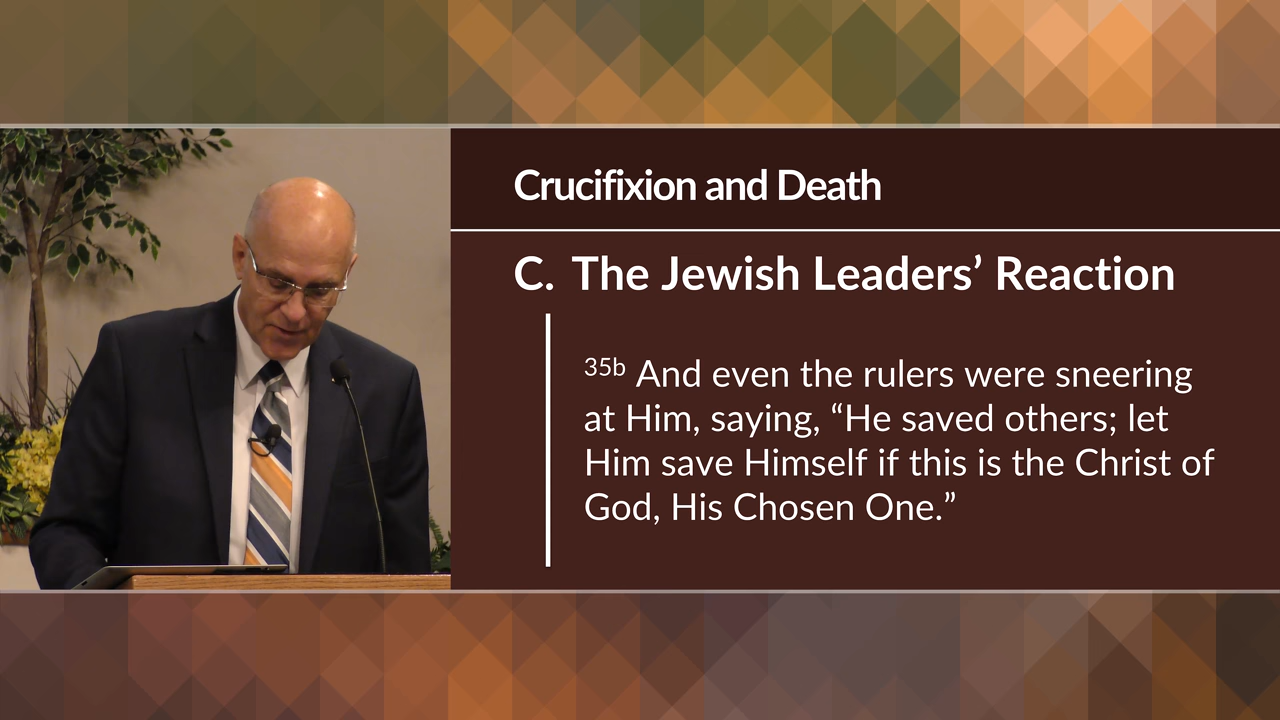 Crucifixion and Death
C. The Jewish Leaders’ Reaction
35b And even the rulers were sneering
at Him, saying, “He saved others; let
Him save Himself if this is the Christ of
God, His Chosen One.”